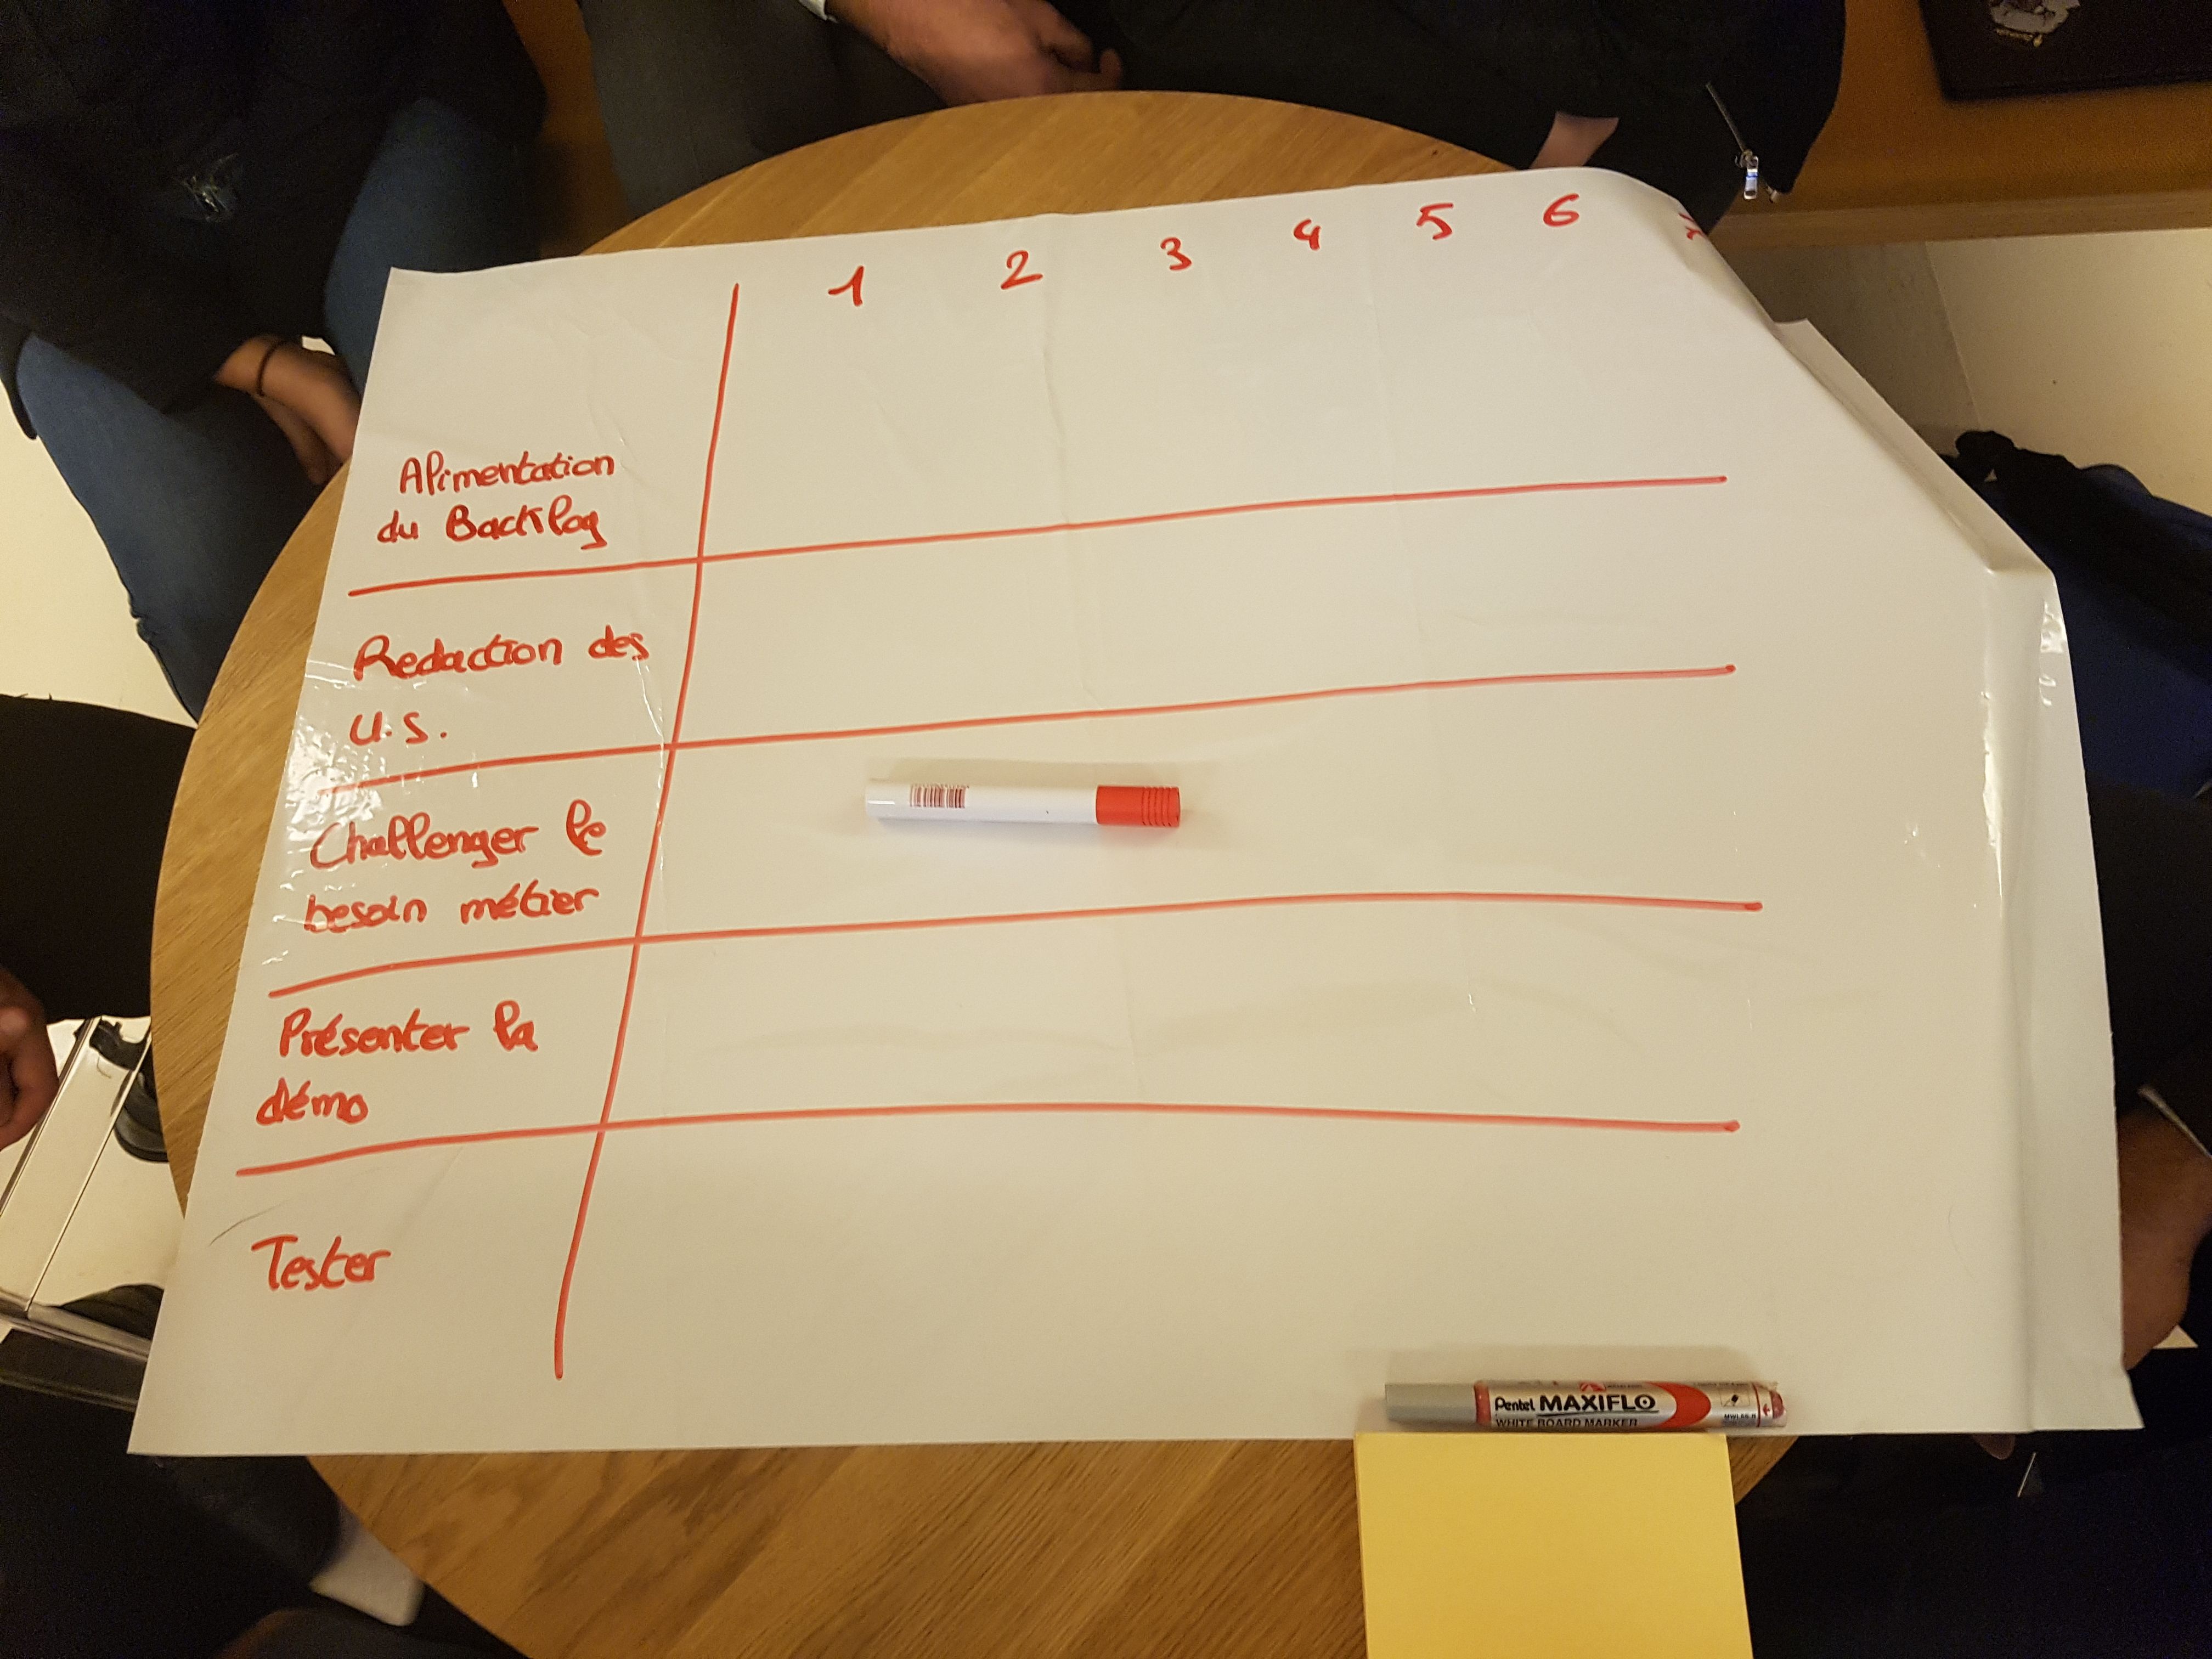 1 2 3 4 5 6
Alimentation
du Backlog
Redaction des
U.S.
Challenger le
besoin métier
Présenter la
démo
Tester
Pentel MAXIFLO
WHITE BOARD MARKER